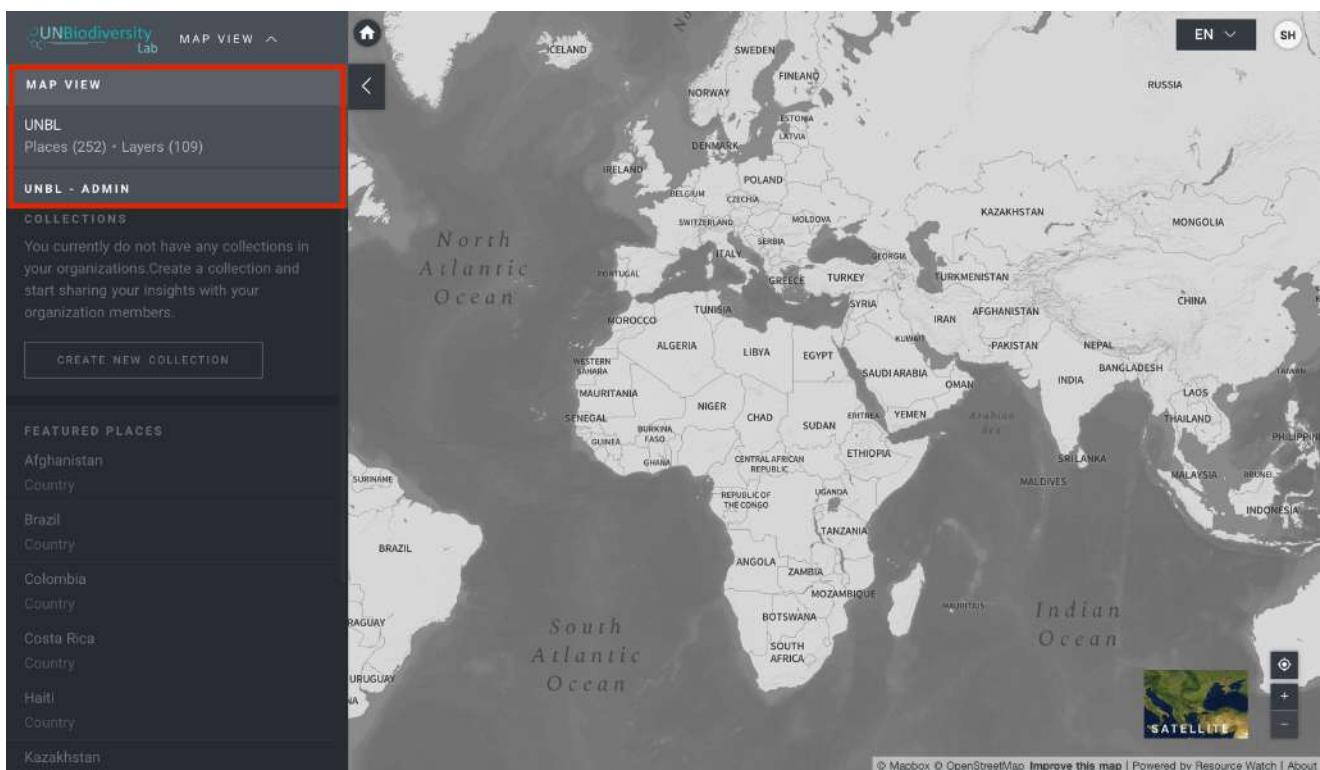 UNBiodiversity
Lab
MAP VIEW
EN
SH
MAP VIEW
UNBL
Places (252) • Layers (109)
UNBL - ADMIN
COLLECTIONS
You currently do not have any collections in
your organizations.Create a collection and
start sharing your insights with your
organization members.
CREATE NEW COLLECTION
FEATURED PLACES
Afghanistan
Country
Brazil
Country
Colombia
Country
Costa Rica
Country
Haiti
Country
Kazakhstan
ICELAND
SWEDEN
FINLAND
NORWAY
RUSSIA
ESTONIA
LATVIA
DENMARK
IRELAND
POLAND
BELGIUM
CZECHIA
SWITZERLAND
MOLDOVA
KAZAKHSTAN
MONGOLIA
SERBIA
ITALY
GEORGIA
North
Atlantic
Ocean
PORTUGAL
GREECE
TURKEY
TURKMENISTAN
SYRIA
CHINA
TUNISIA
IRAN
AFGHANISTAN
MOROCCO
KUWAIT
PAKISTAN
NEPAL
ALGERIA
LIBYA
EGYPT
WESTERN
SAHARA
SAUDI ARABIA
BANGLADESH
TAIWAN
OMAN
INDIA
LAOS
MAURITANIA
NIGER
CHAD
SUDAN
ERITREA
YEMEN
Arabian
Sea
THAILAND
SENEGAL
BURKINA
FASO
GUINEA
PHILIPPIN
GHANA
CENTRAL AFRICAN
REPUBLIC
ETHIOPIA
SRI LANKA
SURINAME
MALDIVES
MALAYSIA
BRUNEI
REPUBLIC OF
THE CONGO
UGANDA
INDONESIA
TANZANIA
BRAZIL
ANGOLA
ZAMBIA
MOZAMBIQUE
MAURITIUS
Indian
Ocean
BOTSWANA
RAGUAY
South
Atlantic
Ocean
SOUTH
AFRICA
URUGUAY
NA
SATELLITE
© Mapbox © OpenStreetMap Improve this map | Powered by Resource Watch | About